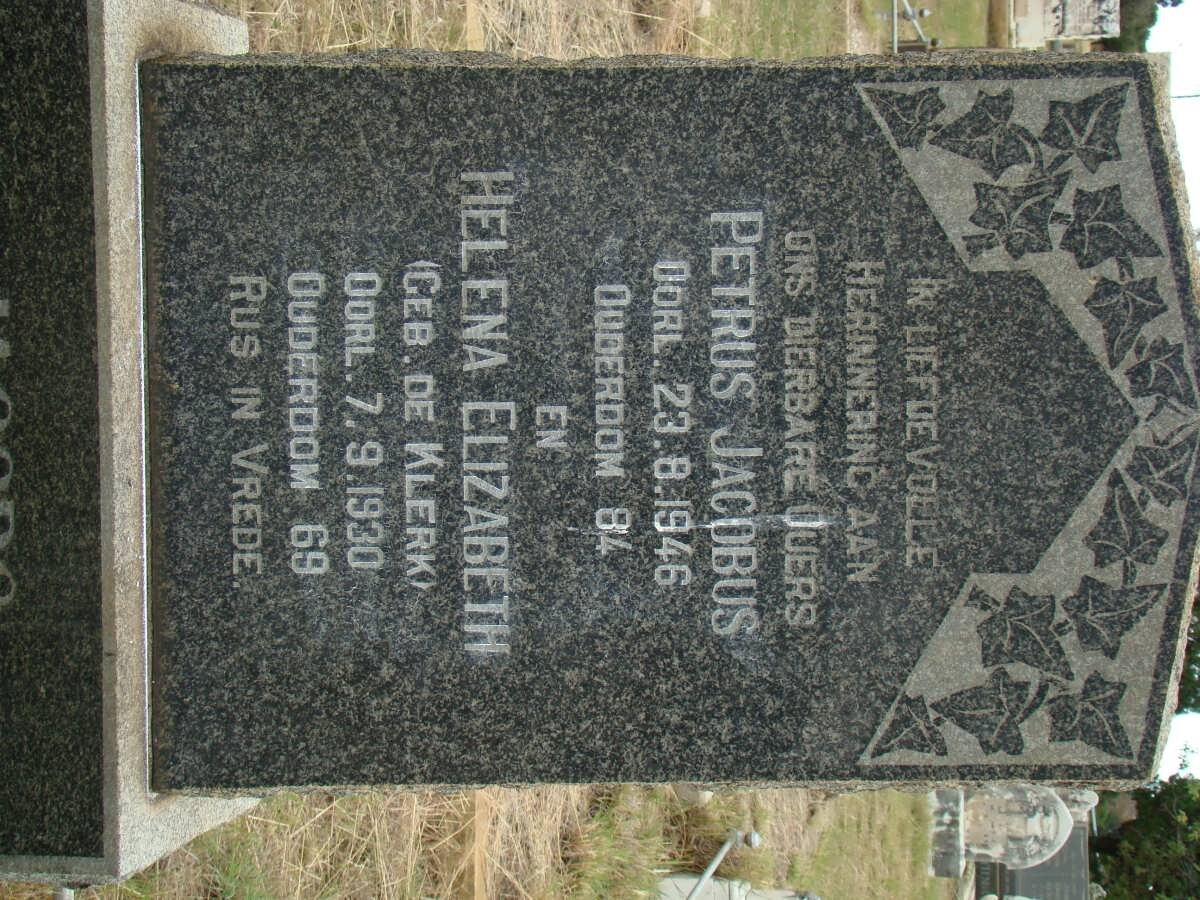 IN LIEFDEVOLLE
HERINNERING AAN
ONS DIERBARE OUERS
PETRUS JACOBUS
OORL. 23.8.1946
OUDERDOM 84
EN
HELENA ELIZABETH
(GEB. DE KLERK)
OORL. 7.9.1930
OUDERDOM 69
RUS IN VREDE.